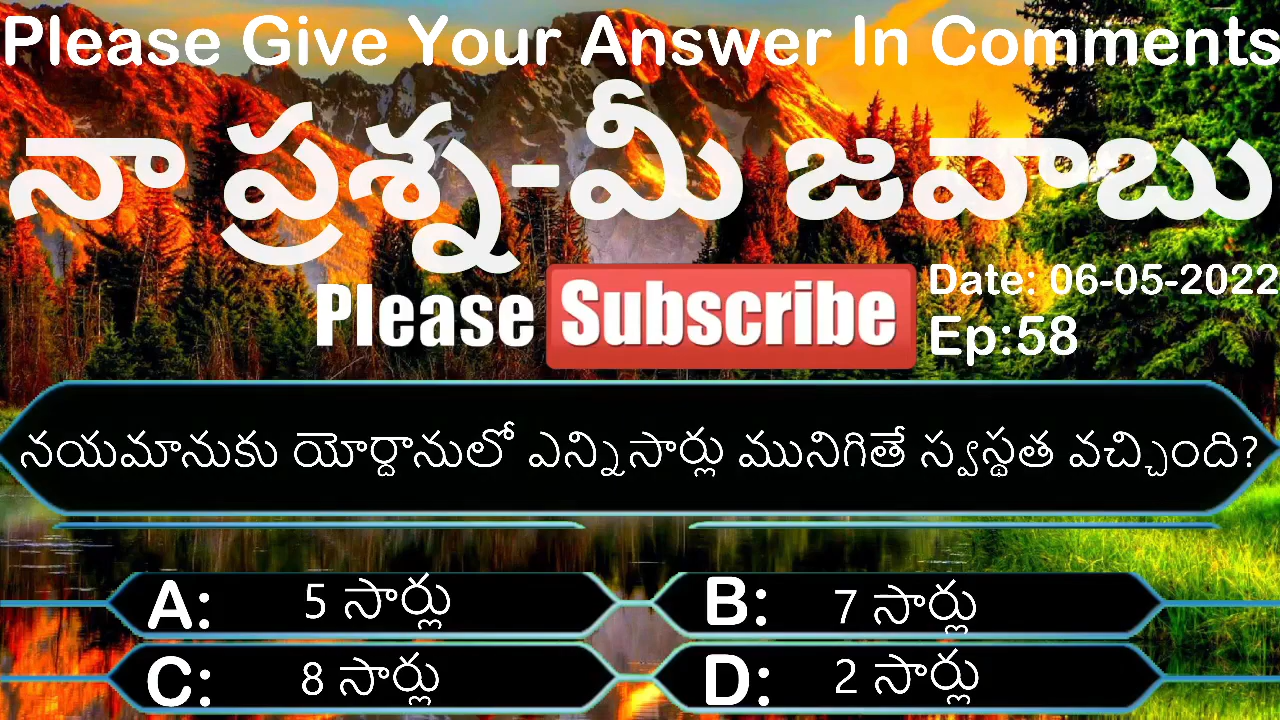 Please Give Your Answer In Comments
నా ప్రశ్న-మీ జవాబు
Please Subscribe
Date: 06-05-2022
Ep:58
నయమానుకు యోర్దానులో ఎన్నిసార్లు మునిగితే స్వస్థత వచ్చింది?
A: 5 సార్లు
B: 7 సార్లు
C: 8 సార్లు
D: 2 సార్లు